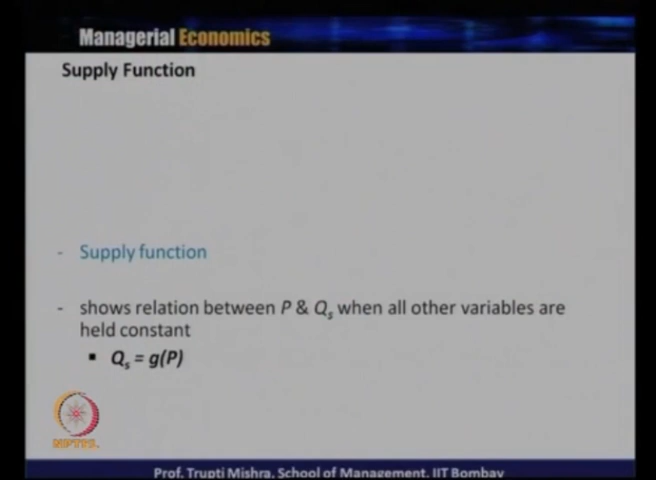 Managerial Economics
Supply Function
- Supply function
- shows relation between P & Qs when all other variables are
held constant
▪ Qs = g(P)
NPTEL
Prof. Trupti Mishra, School of Management, IIT Bombay